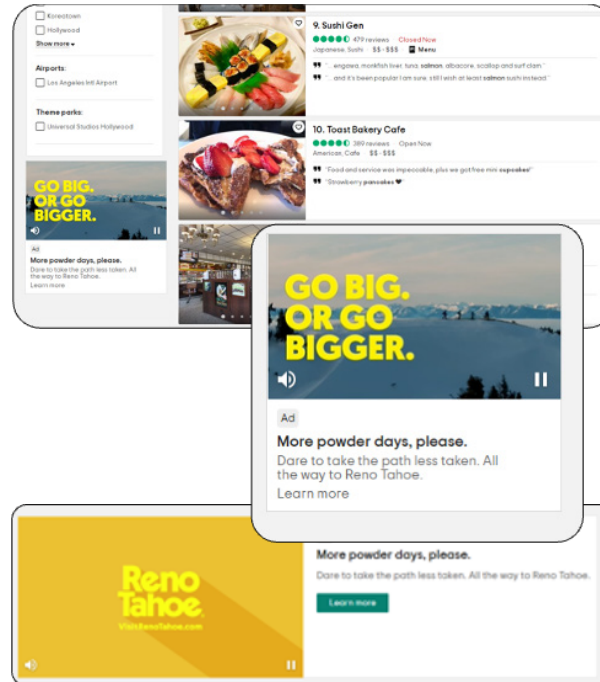 Koreatown
Hollywood
Show more
Airports:
Los Angeles Intl Airport
Theme parks:
Universal Studios Hollywood
GO BIG.
OR GO
BIGGER.
Ad
More powder days, please.
Dare to take the path less taken. All
the way to Reno Tahoe.
Learn more
9. Sushi Gen
479 reviews Closed Now
Japanese, Sushi · $$ - $$$ · Menu
"... engawa, monkfish liver, tuna, salmon, albacore, scallop and surf clam."
"... and it's been popular I am sure. still I wish at least salmon sushi instead."
10. Toast Bakery Cafe
389 reviews Open Now
American, Cafe · $$ - $$$
"Food and service was impeccable, plus we got free mini cupcakes!"
"Strawberry pancakes ❤"
GO BIG.
OR GO
BIGGER.
Ad
More powder days, please.
Dare to take the path less taken. All
the way to Reno Tahoe.
Learn more
Reno
Tahoe.
VisitRenoTahoe.com
More powder days, please.
Dare to take the path less taken. All the way to Reno Tahoe.
Learn more